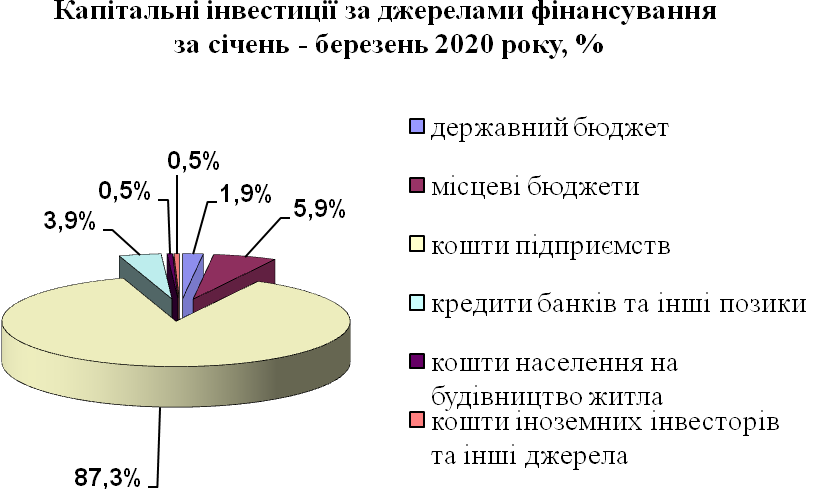 Капітальні інвестиції за джерелами фінансування
за січень - березень 2020 року, %
0,5%
0,5%
1,9%
5,9%
3,9%
87,3%
державний бюджет
місцеві бюджети
кошти підприємств
кредити банків та інші позики
кошти населення на
будівництво житла
кошти іноземних інвесторів
та інші джерела